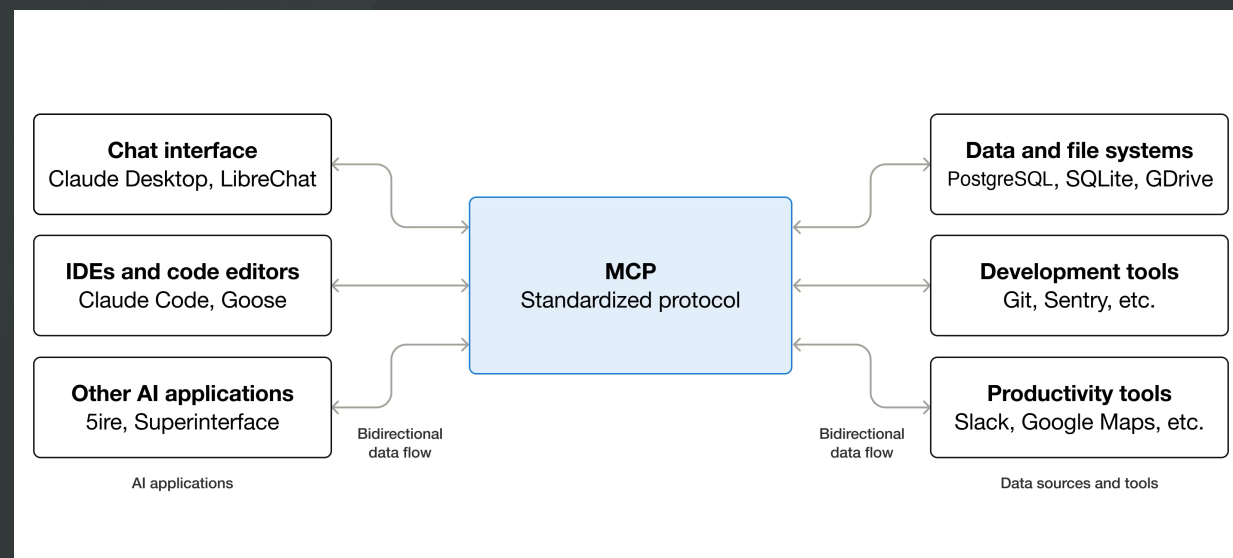 Chat interface
Claude Desktop, LibreChat
IDEs and code editors
Claude Code, Goose
Other AI applications
5ire, Superinterface
AI applications
Bidirectional
data flow
MCP
Standardized protocol
Bidirectional
data flow
Data and file systems
PostgreSQL, SQLite, GDrive
Development tools
Git, Sentry, etc.
Productivity tools
Slack, Google Maps, etc.
Data sources and tools